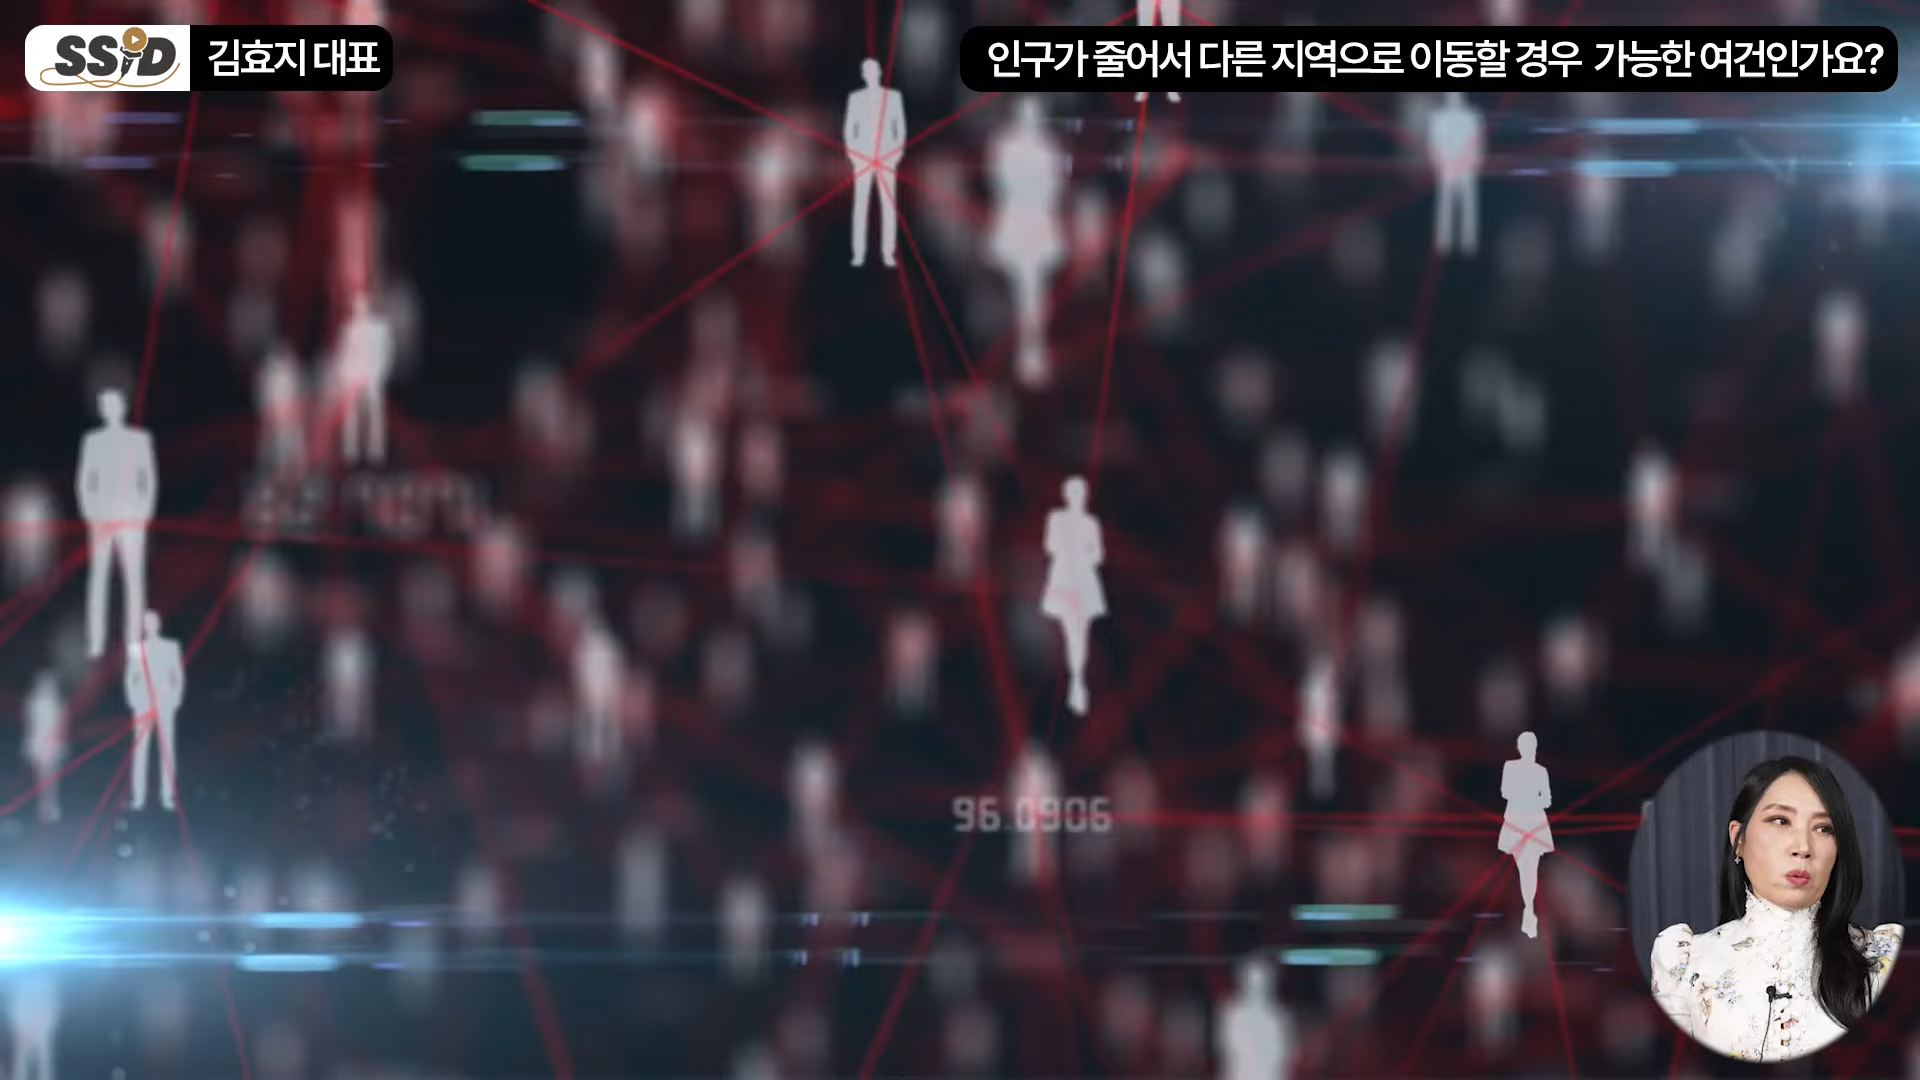 SSiD 김효지 대표
인구가 줄어서 다른 지역으로 이동할 경우 가능한 여건인가요?
96.0906